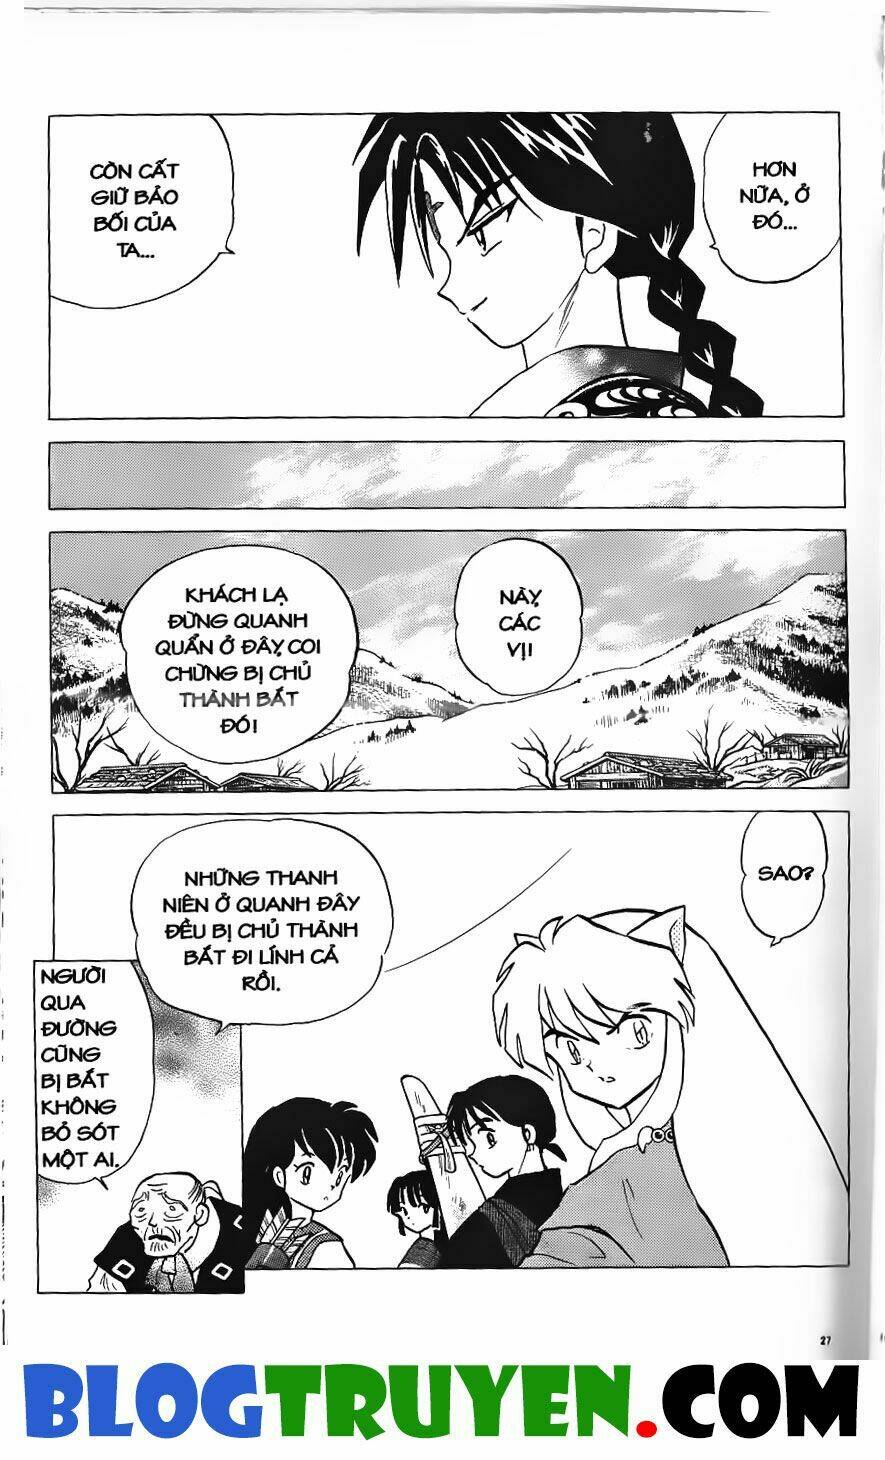 HƠN
NỮA, Ở
ĐÓ...
CÒN CẤT
GIỮ BẢO
BỐI CỦA
TA...
NÀY,
CÁC
VỊ!
KHÁCH LẠ
ĐỪNG QUANH
QUẨN Ở ĐÂY, COI
CHỪNG BỊ CHỦ
THÀNH BẮT
ĐÓ!
SAO?
NHỮNG THANH
NIÊN Ở QUANH ĐÂY
ĐỀU BỊ CHỦ THÀNH
BẮT ĐI LÍNH CẢ
RỒI.
NGƯỜI
QUA
ĐƯỜNG
CŨNG
BỊ BẮT
KHÔNG
BỎ SÓT
MỘT AI.
27
BLOGTRUYEN.COM